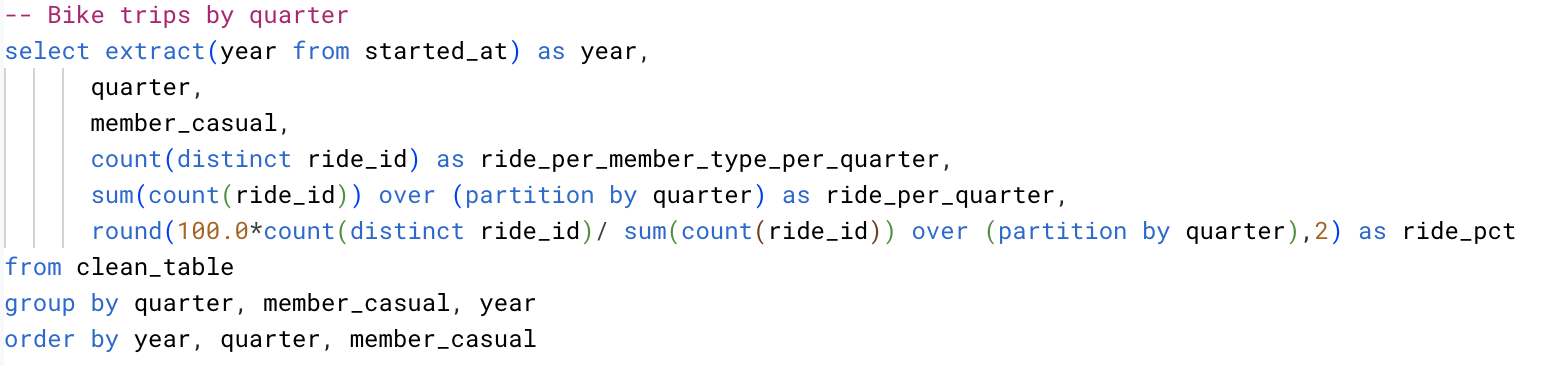 -- Bike trips by quarter
select extract(year from started_at) as year,
quarter,
member_casual,
count(distinct ride_id) as ride_per_member_type_per_quarter,
sum(count(ride_id)) over (partition by quarter) as ride_per_quarter,
round(100.0*count(distinct ride_id)/ sum(count(ride_id)) over (partition by quarter),2) as ride_pct
from clean_table
group by quarter, member_casual, year
order by year, quarter, member_casual